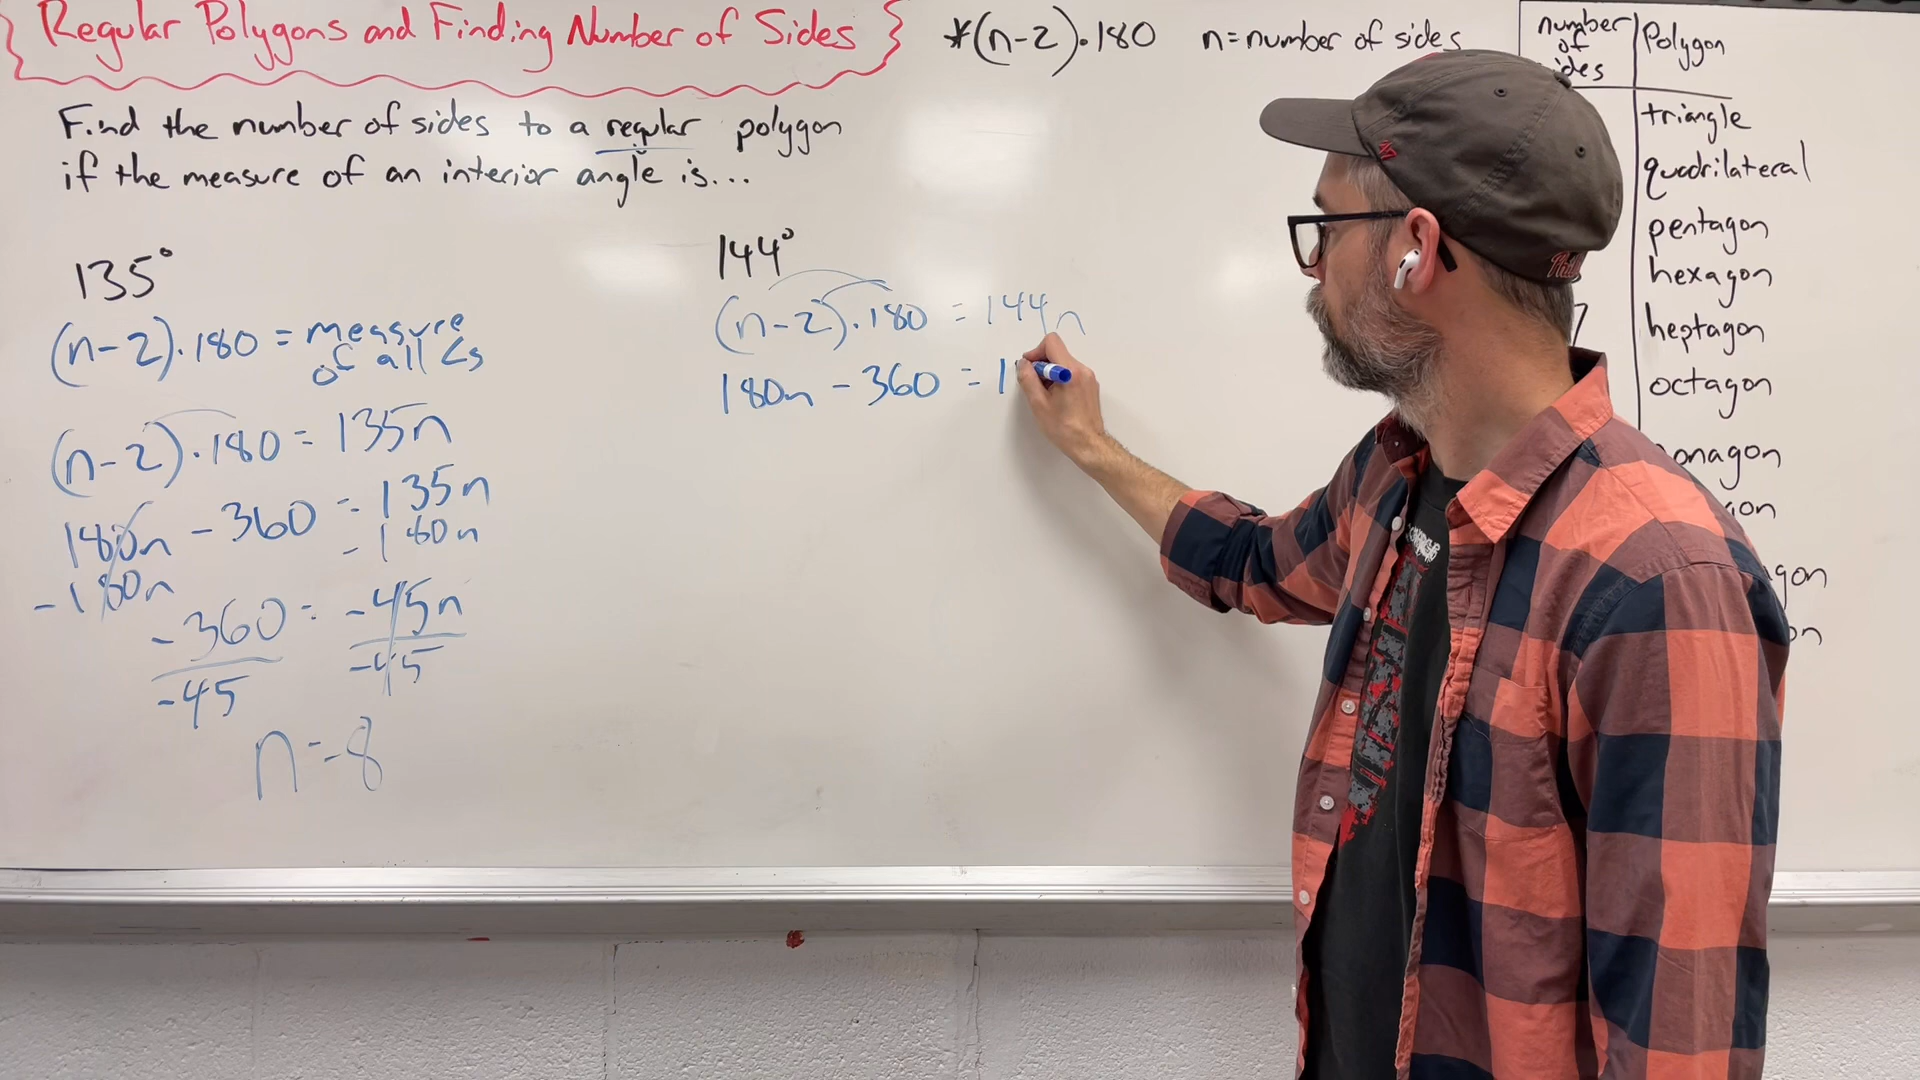 Regular Polygons and Finding Number of Sides
*(n-2)·180 n=number of sides
Find the number of sides to a regular polygon
if the measure of an interior angle is...
135°
(n-2)·180 = measure
of all ∠s
(n-2)·180 = 135n
180n - 360 = 135n
-180n -180n
-360 = -45n
-45 -45
n=8
144°
(n-2)·180 = 144n
180n - 360 = 1
number
of
ides
Polygon
triangle
quadrilateral
pentagon
hexagon
7 heptagon
octagon
onagon
gon
on